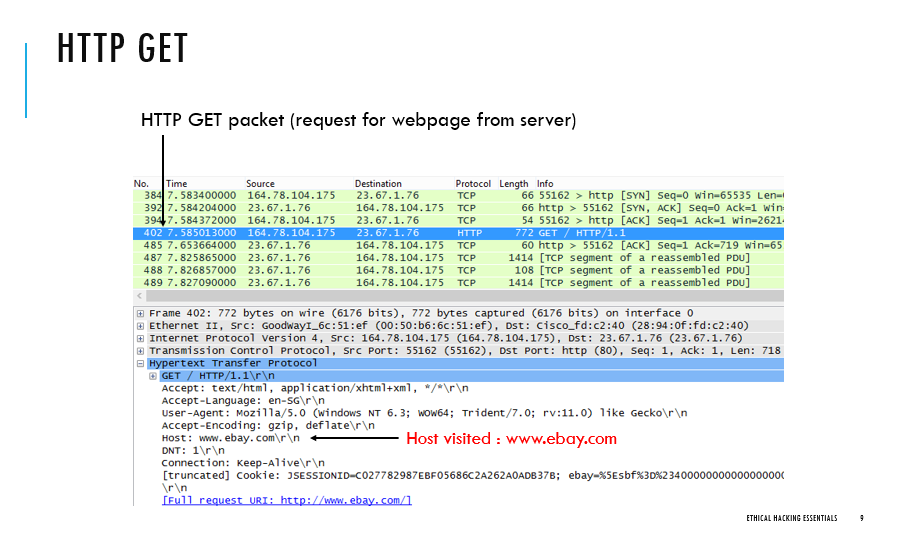 HTTP GET
HTTP GET packet (request for webpage from server)
No. Time Source Destination Protocol Length Info
384 7.583400000 164.78.104.175 23.67.1.76 TCP 66 55162 > http [SYN] Seq=0 Win=65535 Len=
392 7.584204000 23.67.1.76 164.78.104.175 TCP 66 http > 55162 [SYN, ACK] Seq=0 Ack=1 Win=
394 7.584372000 164.78.104.175 23.67.1.76 TCP 54 55162 > http [ACK] Seq=1 Ack=1 Win=26214
402 7.585013000 164.78.104.175 23.67.1.76 HTTP 772 GET / HTTP/1.1
485 7.653664000 23.67.1.76 164.78.104.175 TCP 60 http > 55162 [ACK] Seq=1 Ack=719 Win=65
487 7.825865000 23.67.1.76 164.78.104.175 TCP 1414 [TCP segment of a reassembled PDU]
488 7.826857000 23.67.1.76 164.78.104.175 TCP 108 [TCP segment of a reassembled PDU]
489 7.827090000 23.67.1.76 164.78.104.175 TCP 1414 [TCP segment of a reassembled PDU]
Frame 402: 772 bytes on wire (6176 bits), 772 bytes captured (6176 bits) on interface 0
Ethernet II, Src: GoodwayI_6c:51:ef (00:50:b6:6c:51:ef), Dst: Cisco_fd:c2:40 (28:94:0f:fd:c2:40)
Internet Protocol Version 4, Src: 164.78.104.175 (164.78.104.175), Dst: 23.67.1.76 (23.67.1.76)
Transmission Control Protocol, Src Port: 55162 (55162), Dst Port: http (80), Seq: 1, Ack: 1, Len: 718
Hypertext Transfer Protocol
GET / HTTP/1.1\r\n
Accept: text/html, application/xhtml+xml, */*\r\n
Accept-Language: en-SG\r\n
User-Agent: Mozilla/5.0 (Windows NT 6.3; WOW64; Trident/7.0; rv:11.0) like Gecko\r\n
Accept-Encoding: gzip, deflate\r\n
Host: www.ebay.com\r\n
Host visited : www.ebay.com
DNT: 1\r\n
Connection: Keep-Alive\r\n
[truncated] Cookie: JSESSIONID=C027782987EBF05686C2A262A0ADB37B; ebay=%5Esbf%3D%23400000000000000000
\r\n
[Full request URI: http://www.ebay.com/]
ETHICAL HACKING ESSENTIALS 9